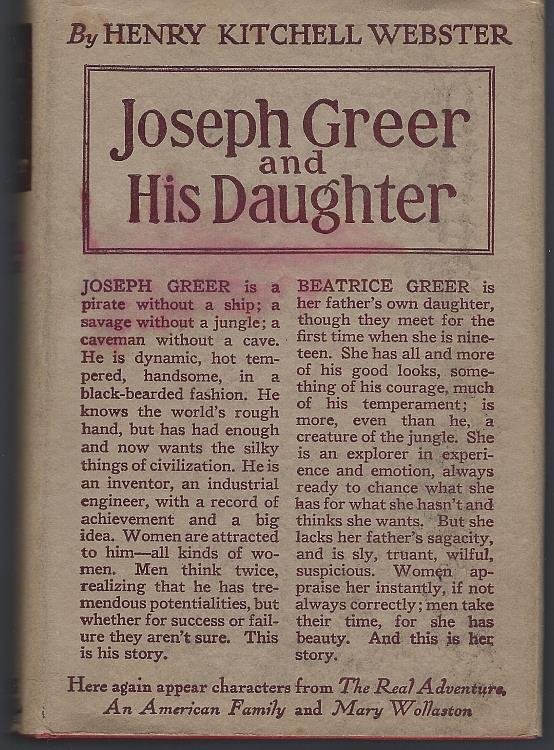 By HENRY KITCHELL WEBSTER
Joseph Greer
and
His Daughter
JOSEPH GREER is a
pirate without a ship; a
savage without a jungle; a
caveman without a cave.
He is dynamic, hot tem-
pered, handsome, in a
black-bearded fashion. He
knows the world's rough
hand, but has had enough
and now wants the silky
things of civilization. He is
an inventor, an industrial
engineer, with a record of
achievement and a big
idea. Women are attracted
to him—all kinds of wo-
men. Men think twice,
realizing that he has tre-
mendous potentialities, but
whether for success or fail-
ure they aren't sure. This
is his story.
BEATRICE GREER is
her father's own daughter,
though they meet for the
first time when she is nine-
teen. She has all and more
of his good looks, some-
thing of his courage, much
of his temperament; is
more, even than he, a
creature of the jungle. She
is an explorer in experi-
ence and emotion, always
ready to chance what she
has for what she hasn't and
thinks she wants. But she
lacks her father's sagacity,
and is sly, truant, wilful,
suspicious. Women ap-
praise her instantly, if not
always correctly; men take
their time, for she has
beauty. And this is her
story.
Here again appear characters from The Real Adventure,
An American Family and Mary Wollaston